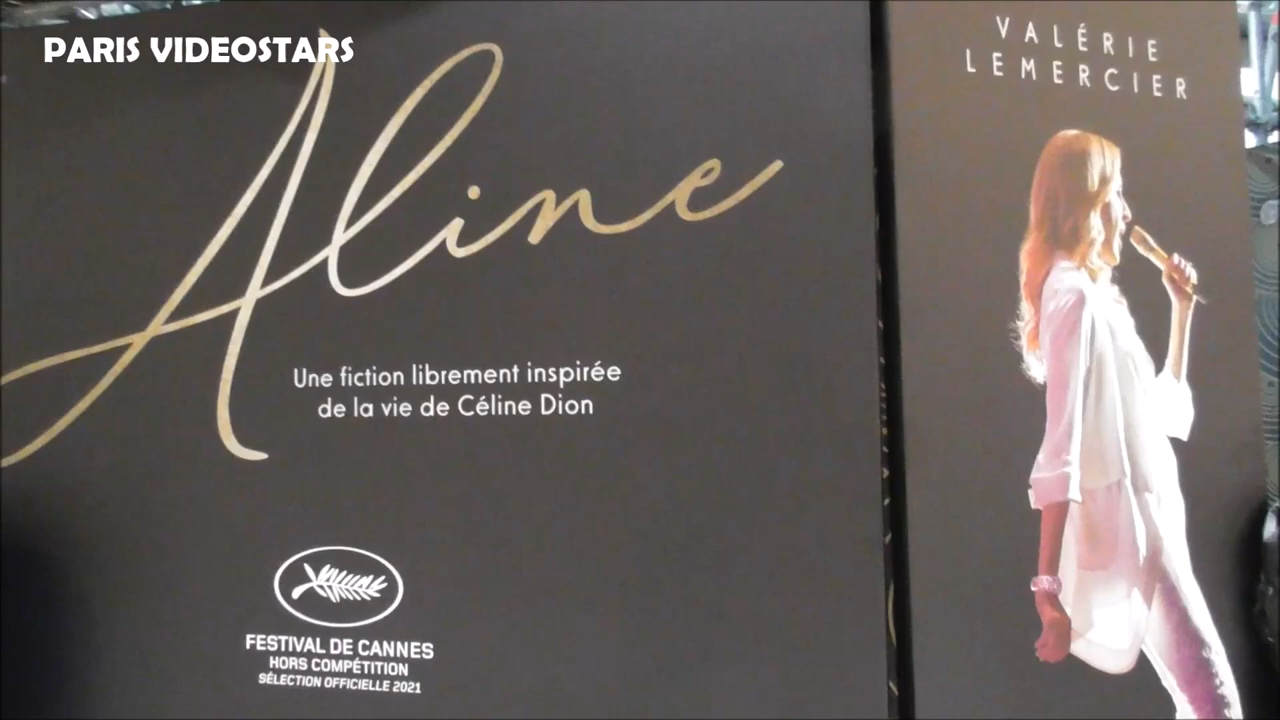 PARIS VIDEOSTARS
Aline
Une fiction librement inspirée
de la vie de Céline Dion
FESTIVAL DE CANNES
HORS COMPÉTITION
SÉLECTION OFFICIELLE 2021
VALÉRIE
LEMERCIER